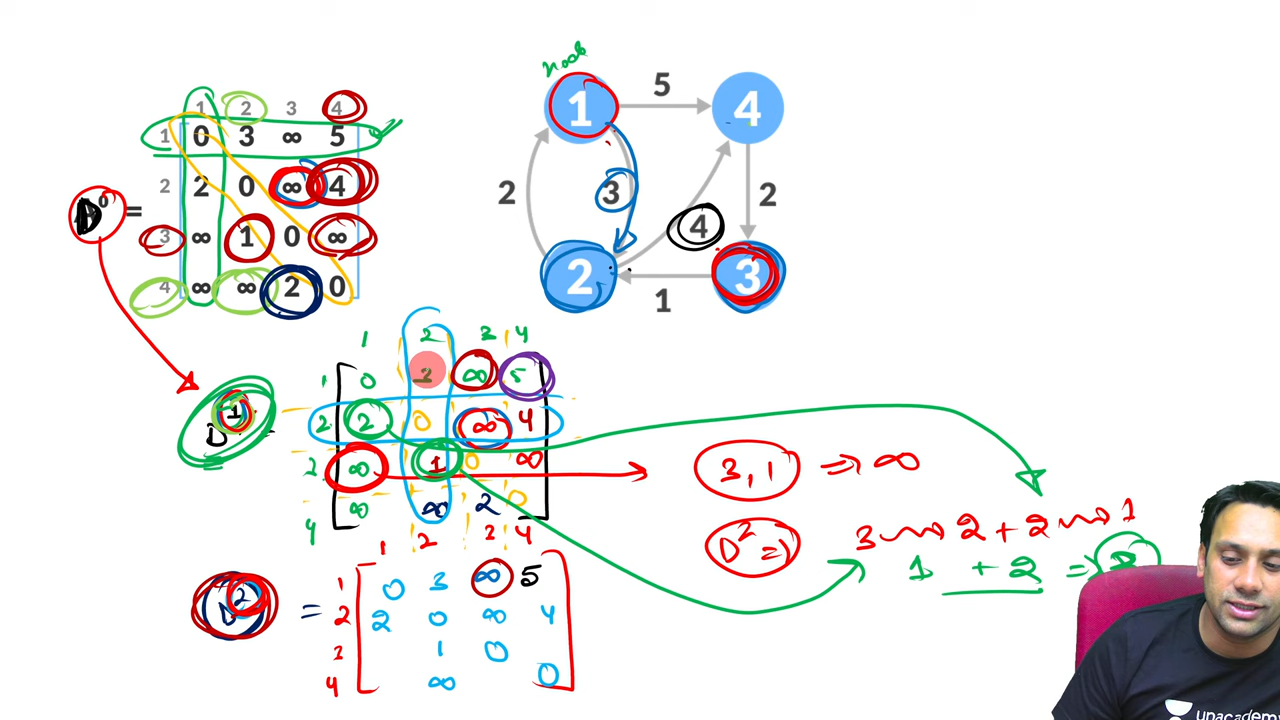 node
1 5 4
2 3 4 2
2 1 3
1 2 3 4
1 0 3 ∞ 5
2 2 0 ∞ 4
D⁰ =
3 ∞ 1 0 ∞
4 ∞ ∞ 2 0
1 2 3 4
1 0 3 ∞ 5
D¹
2 2 0 ∞ 4
2 ∞ 1 0 ∞
4 ∞ ∞ 2 0
3,1 ⇒ ∞
D² ⇒ 3 ⇝ 2 + 2 ⇝ 1
1 + 2 ⇒ 3
1 2 3 4
D² =
1 0 3 ∞ 5
2 2 0 ∞ 4
3 1 0
4 ∞ 0
unacadem